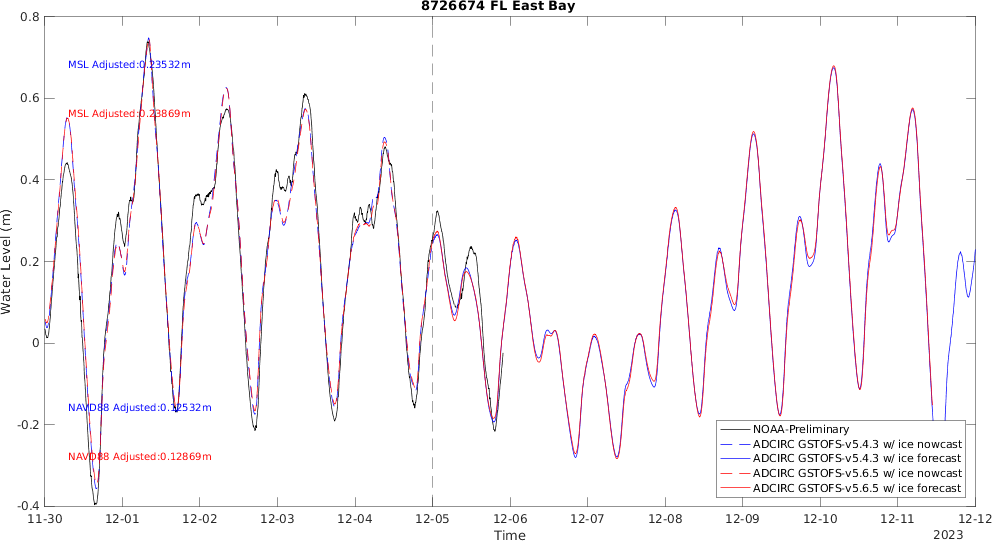 8726674 FL East Bay
0.8
0.6
0.4
0.2
0
-0.2
-0.4
Water Level (m)
MSL Adjusted:0.23532m
MSL Adjusted:0.23869m
NAVD88 Adjusted:0.12532m
NAVD88 Adjusted:0.12869m
NOAA-Preliminary
ADCIRC GSTOFS-v5.4.3 w/ ice nowcast
ADCIRC GSTOFS-v5.4.3 w/ ice forecast
ADCIRC GSTOFS-v5.6.5 w/ ice nowcast
ADCIRC GSTOFS-v5.6.5 w/ ice forecast
11-30 12-01 12-02 12-03 12-04 12-05 12-06 12-07 12-08 12-09 12-10 12-11 12-12
Time
2023